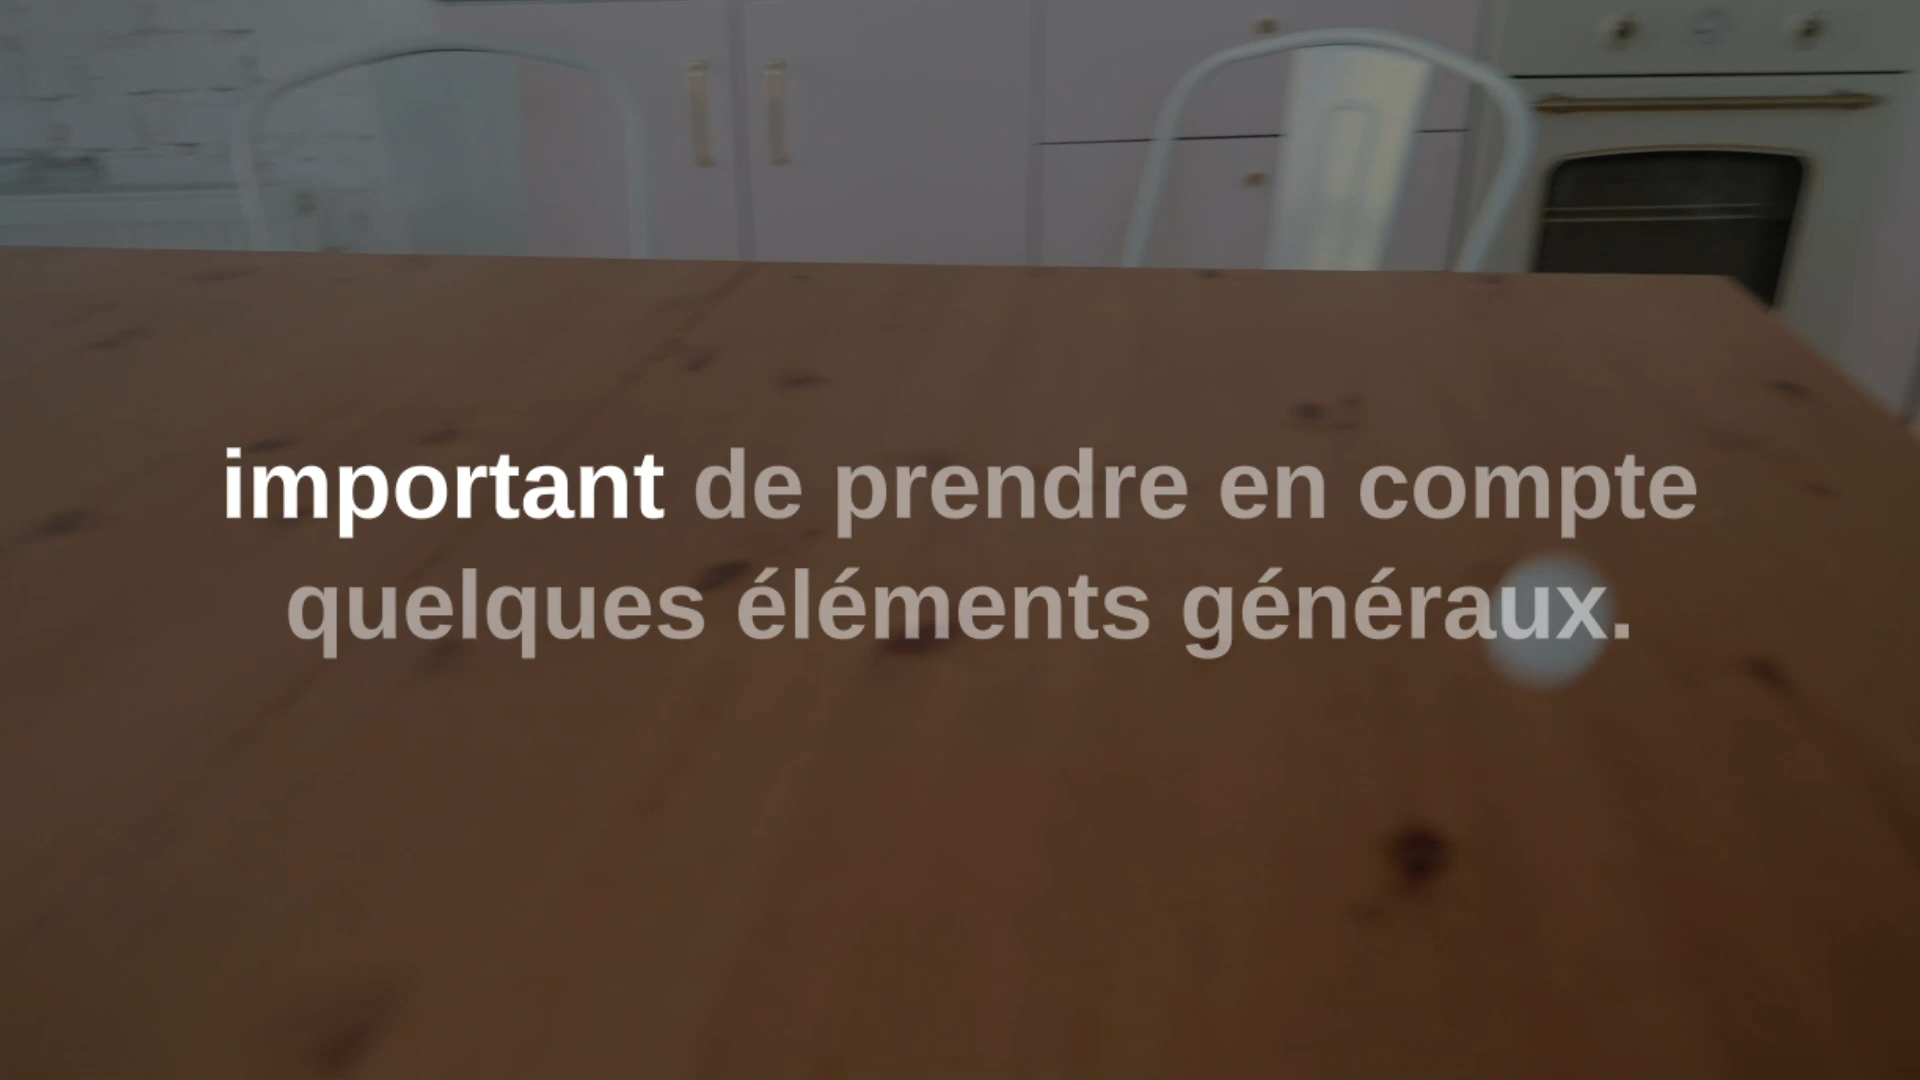 important de prendre en compte
quelques éléments généraux.